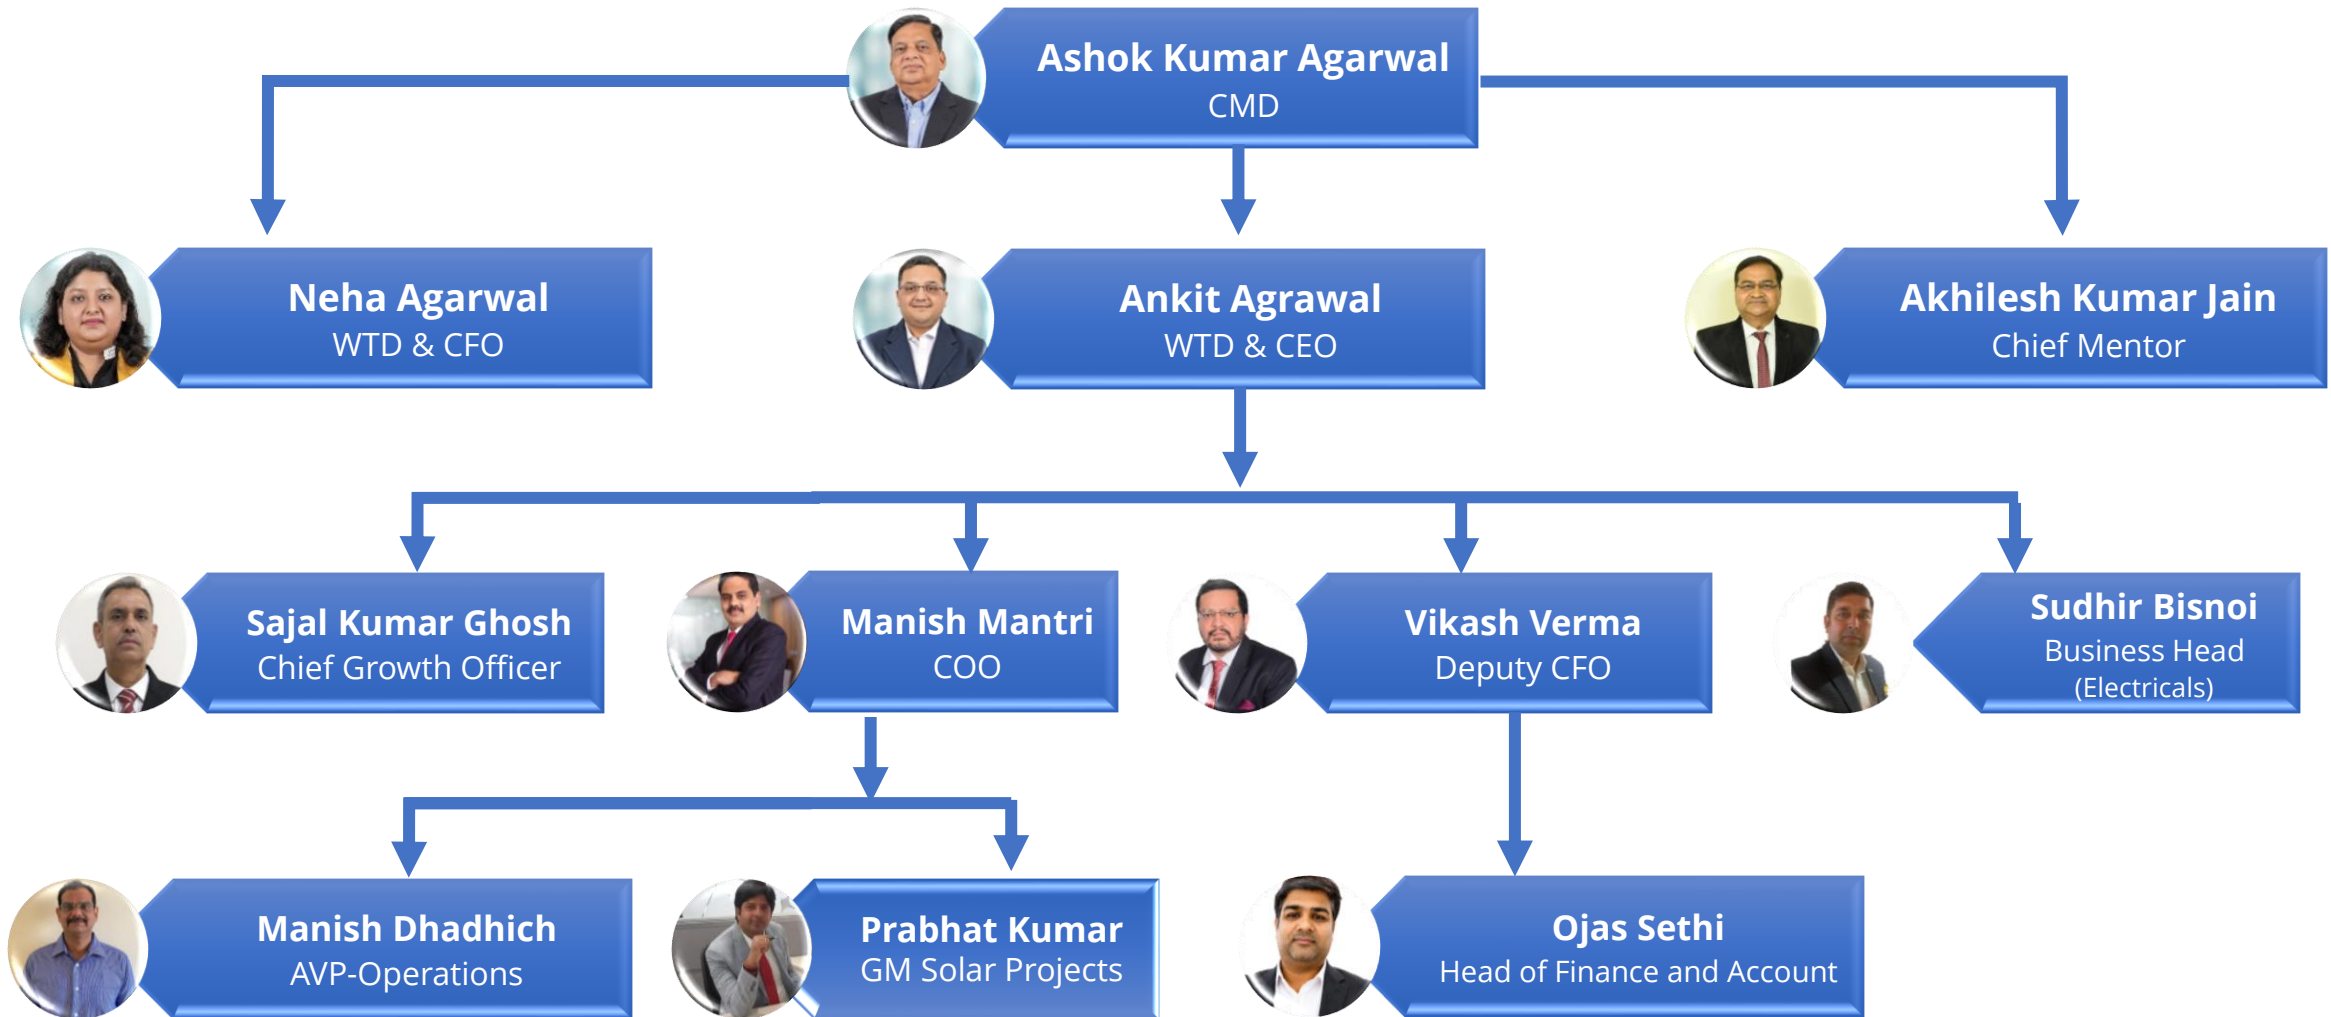 Ashok Kumar Agarwal
CMD
Neha Agarwal
WTD & CFO
Ankit Agrawal
WTD & CEO
Akhilesh Kumar Jain
Chief Mentor
Sajal Kumar Ghosh
Chief Growth Officer
Manish Mantri
COO
Vikash Verma
Deputy CFO
Sudhir Bisnoi
Business Head
(Electricals)
Manish Dhadhich
AVP-Operations
Prabhat Kumar
GM Solar Projects
Ojas Sethi
Head of Finance and Account